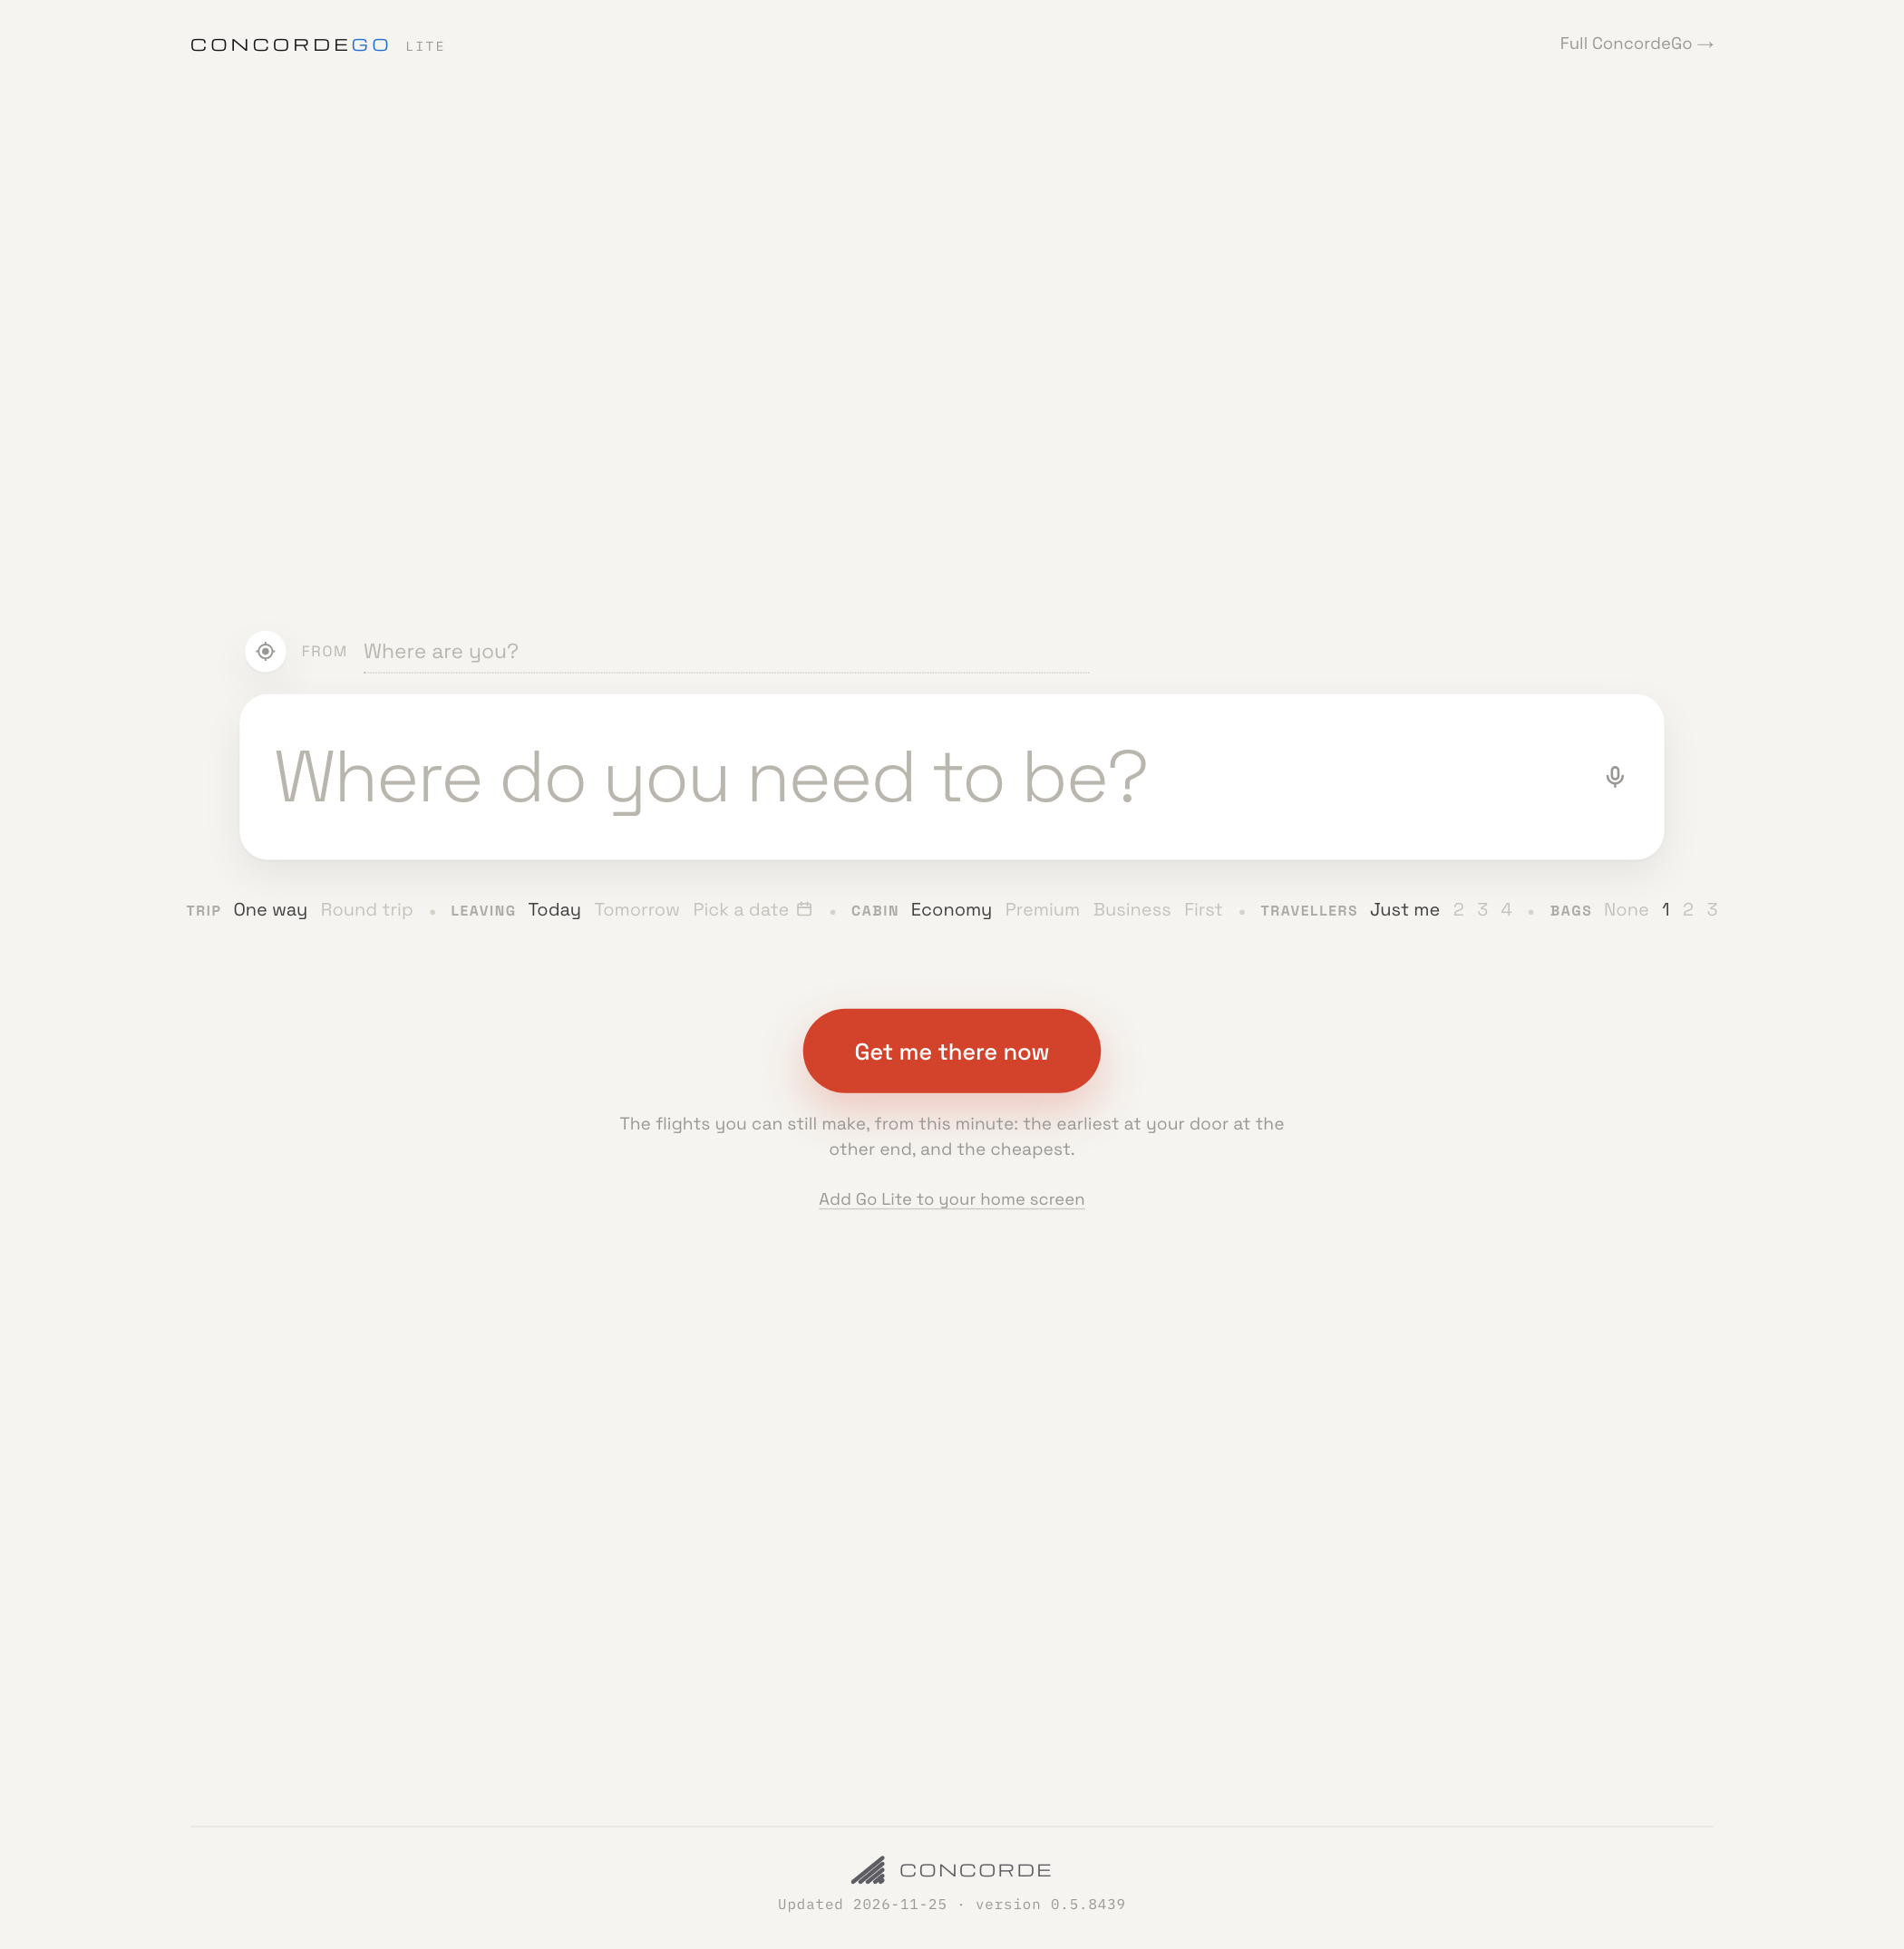 CONCORDEGO LITE
Full ConcordeGo →
FROM Where are you?
Where do you need to be?
TRIP One way Round trip • LEAVING Today Tomorrow Pick a date • CABIN Economy Premium Business First • TRAVELLERS Just me 2 3 4 • BAGS None 1 2 3
Get me there now
The flights you can still make, from this minute: the earliest at your door at the
other end, and the cheapest.
Add Go Lite to your home screen
CONCORDE
Updated 2026-11-25 · version 0.5.8439